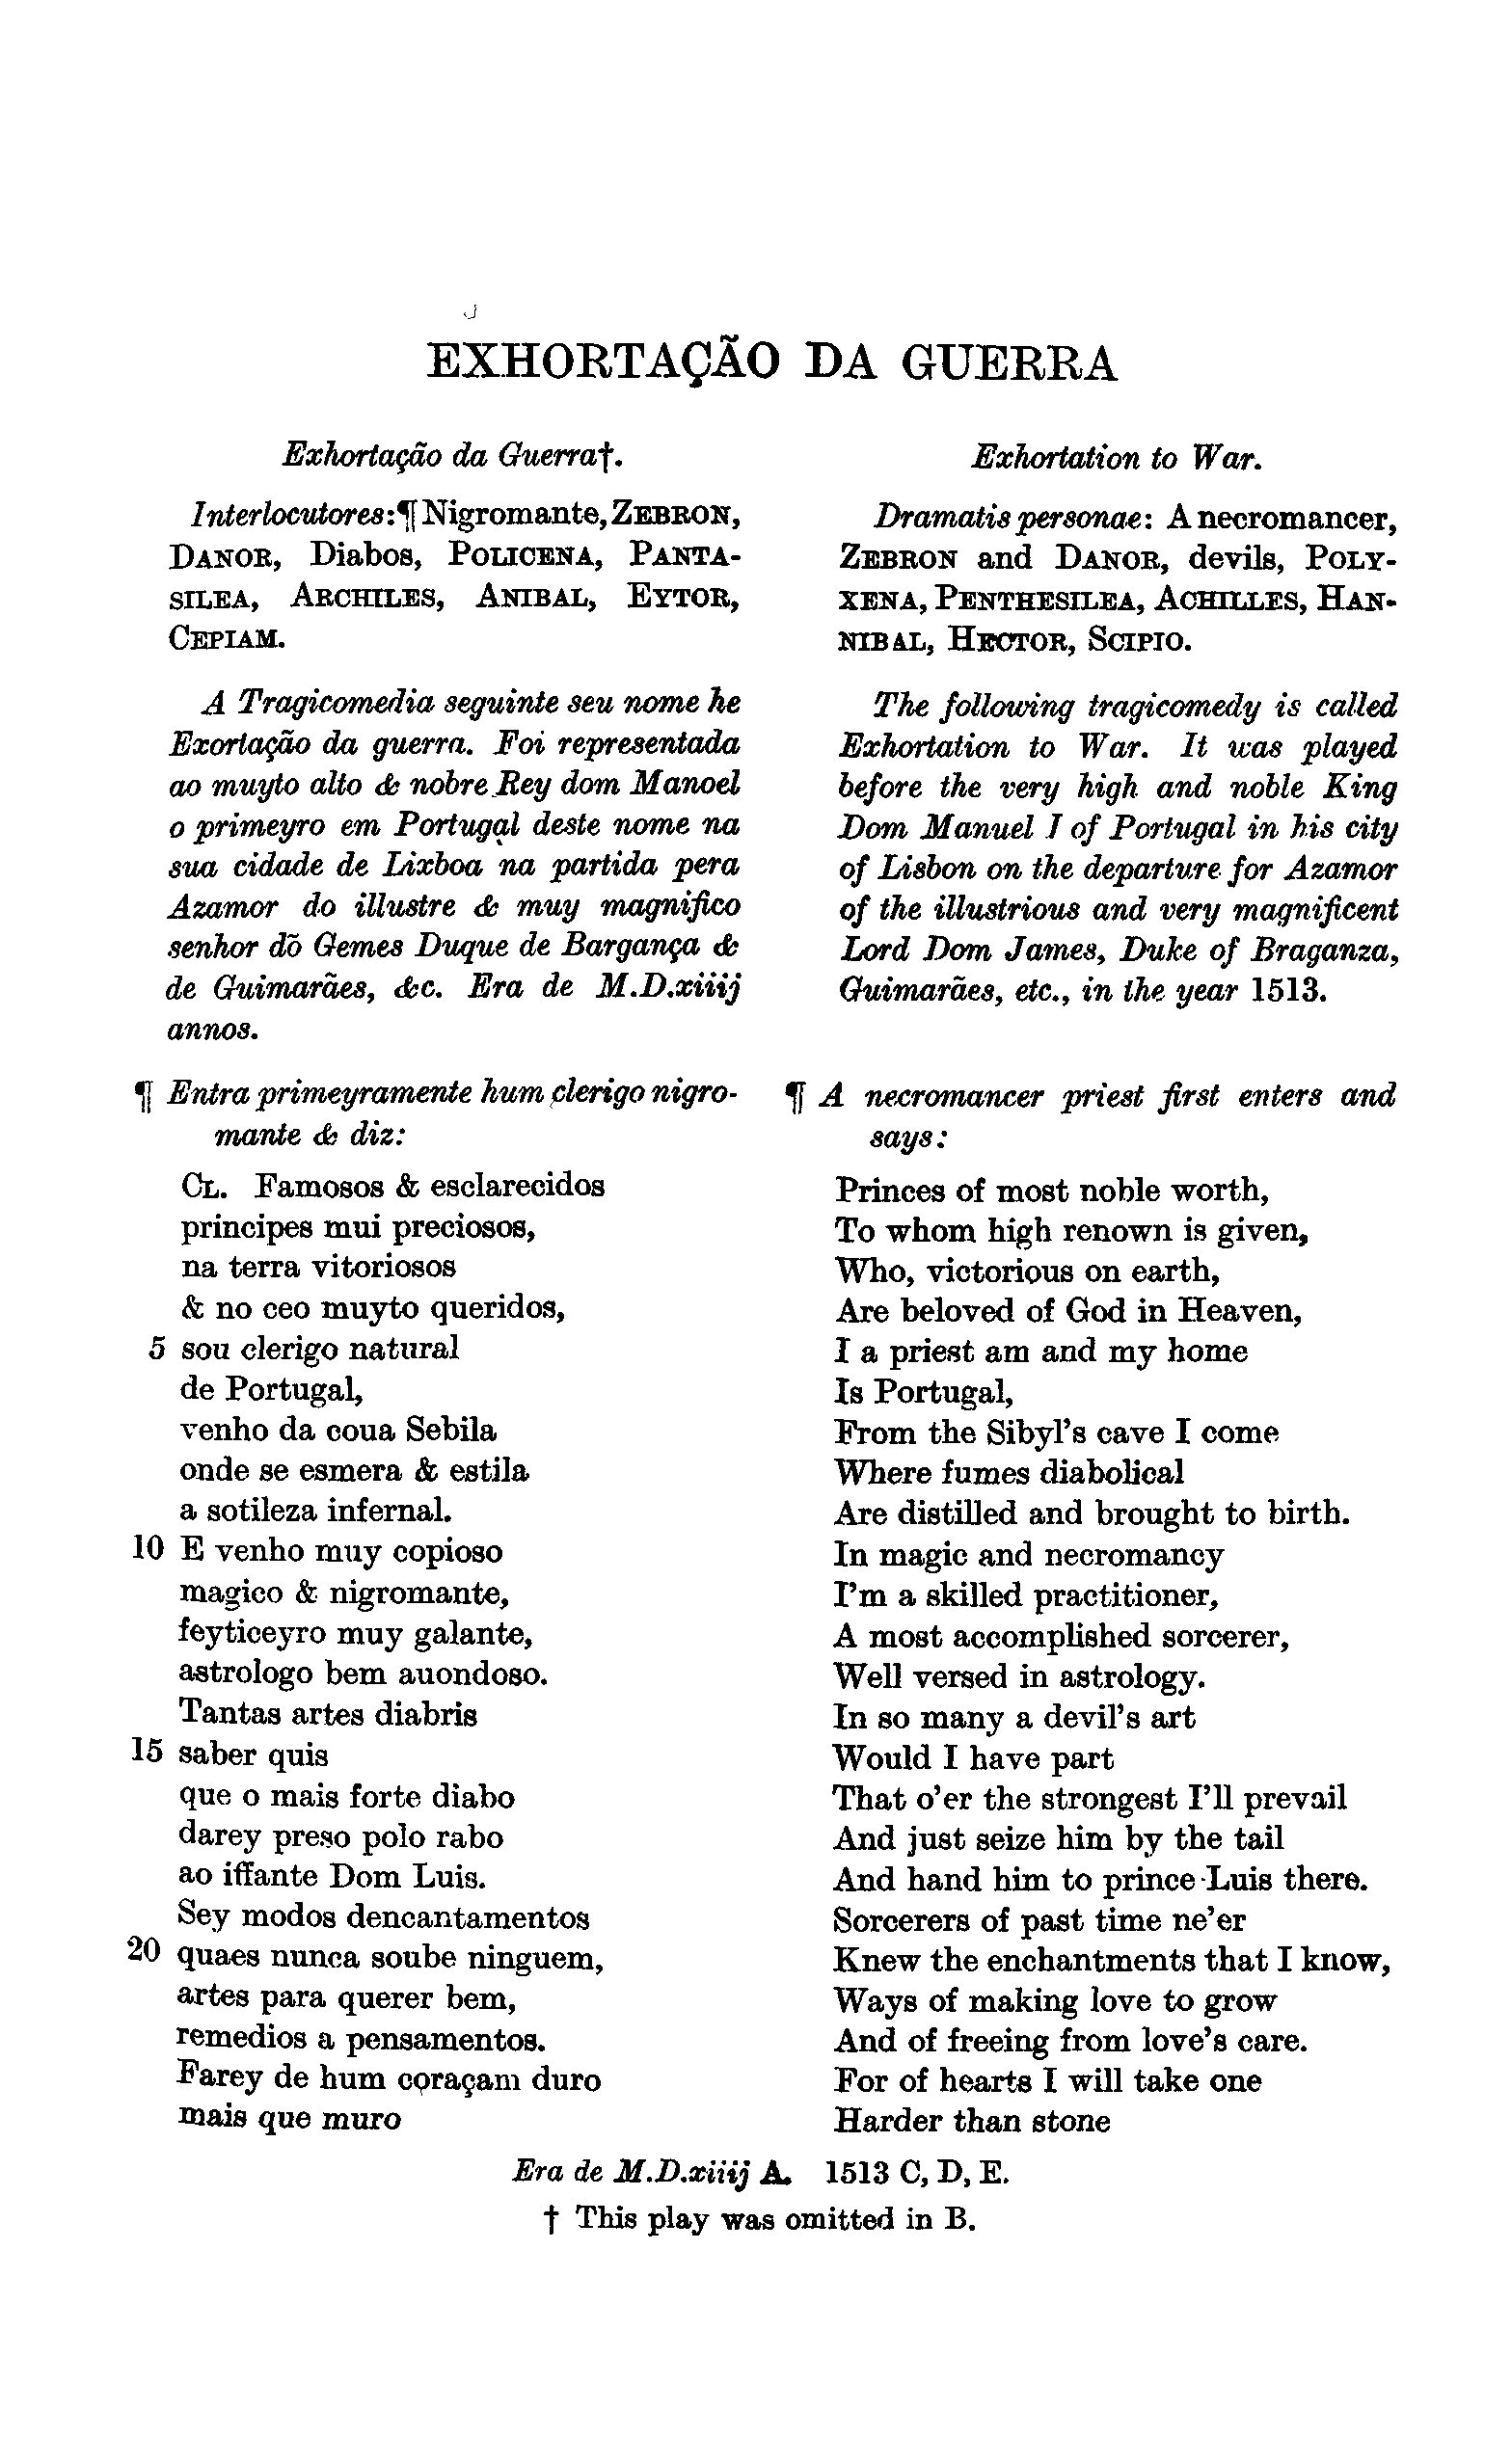 EXHORTAÇÃO DA GUERRA
Exhortação da Guerra†.
Interlocutores:¶ Nigromante, ZEBRON,
DANOR, Diabos, POLICENA, PANTA-
SILEA, ARCHILES, ANIBAL, EYTOR,
CEPIAM.
A Tragicomedia seguinte seu nome he
Exortação da guerra. Foi representada
ao muyto alto & nobre Rey dom Manoel
o primeyro em Portugal deste nome na
sua cidade de Lixboa na partida pera
Azamor do illustre & muy magnifico
senhor dõ Gemes Duque de Bargança &
de Guimarães, &c. Era de M.D.xiiij
annos.
¶ Entra primeyramente hum clerigo nigro-
mante & diz:
CL. Famosos & esclarecidos
principes mui preciosos,
na terra vitoriosos
& no ceo muyto queridos,
5 sou clerigo natural
de Portugal,
venho da coua Sebila
onde se esmera & estila
a sotileza infernal.
10 E venho muy copioso
magico & nigromante,
feyticeyro muy galante,
astrologo bem auondoso.
Tantas artes diabris
15 saber quis
que o mais forte diabo
darey preso polo rabo
ao iffante Dom Luis.
Sey modos dencantamentos
20 quaes nunca soube ninguem,
artes para querer bem,
remedios a pensamentos.
Farey de hum coraçam duro
mais que muro
Exhortation to War.
Dramatis personae: A necromancer,
ZEBRON and DANOR, devils, POLY-
XENA, PENTHESILEA, ACHILLES, HAN-
NIBAL, HECTOR, SCIPIO.
The following tragicomedy is called
Exhortation to War. It was played
before the very high and noble King
Dom Manuel I of Portugal in his city
of Lisbon on the departure for Azamor
of the illustrious and very magnificent
Lord Dom James, Duke of Braganza,
Guimarães, etc., in the year 1513.
¶ A necromancer priest first enters and
says:
Princes of most noble worth,
To whom high renown is given,
Who, victorious on earth,
Are beloved of God in Heaven,
I a priest am and my home
Is Portugal,
From the Sibyl's cave I come
Where fumes diabolical
Are distilled and brought to birth.
In magic and necromancy
I'm a skilled practitioner,
A most accomplished sorcerer,
Well versed in astrology.
In so many a devil's art
Would I have part
That o'er the strongest I'll prevail
And just seize him by the tail
And hand him to prince Luis there.
Sorcerers of past time ne'er
Knew the enchantments that I know,
Ways of making love to grow
And of freeing from love's care.
For of hearts I will take one
Harder than stone
Era de M.D.xiiij A. 1513 C, D, E.
† This play was omitted in B.